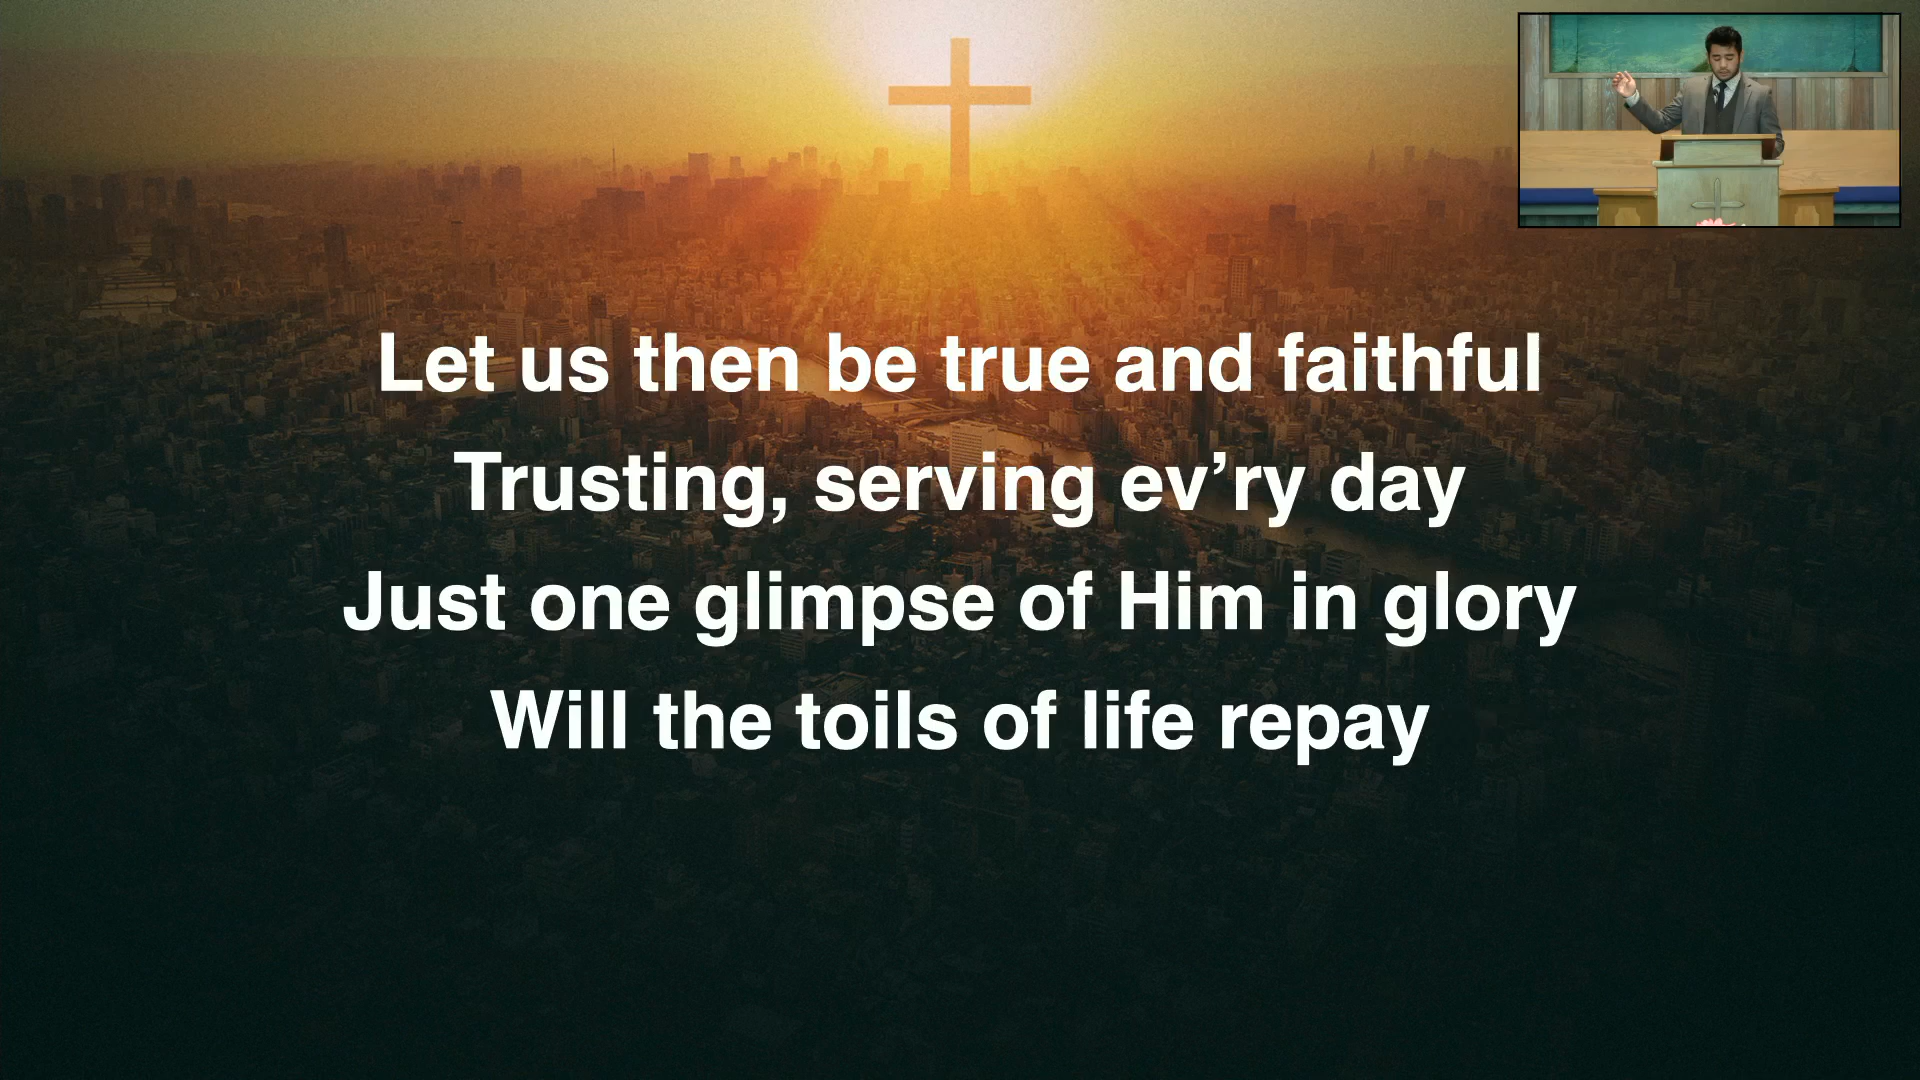 Let us then be true and faithful
Trusting, serving ev’ry day
Just one glimpse of Him in glory
Will the toils of life repay